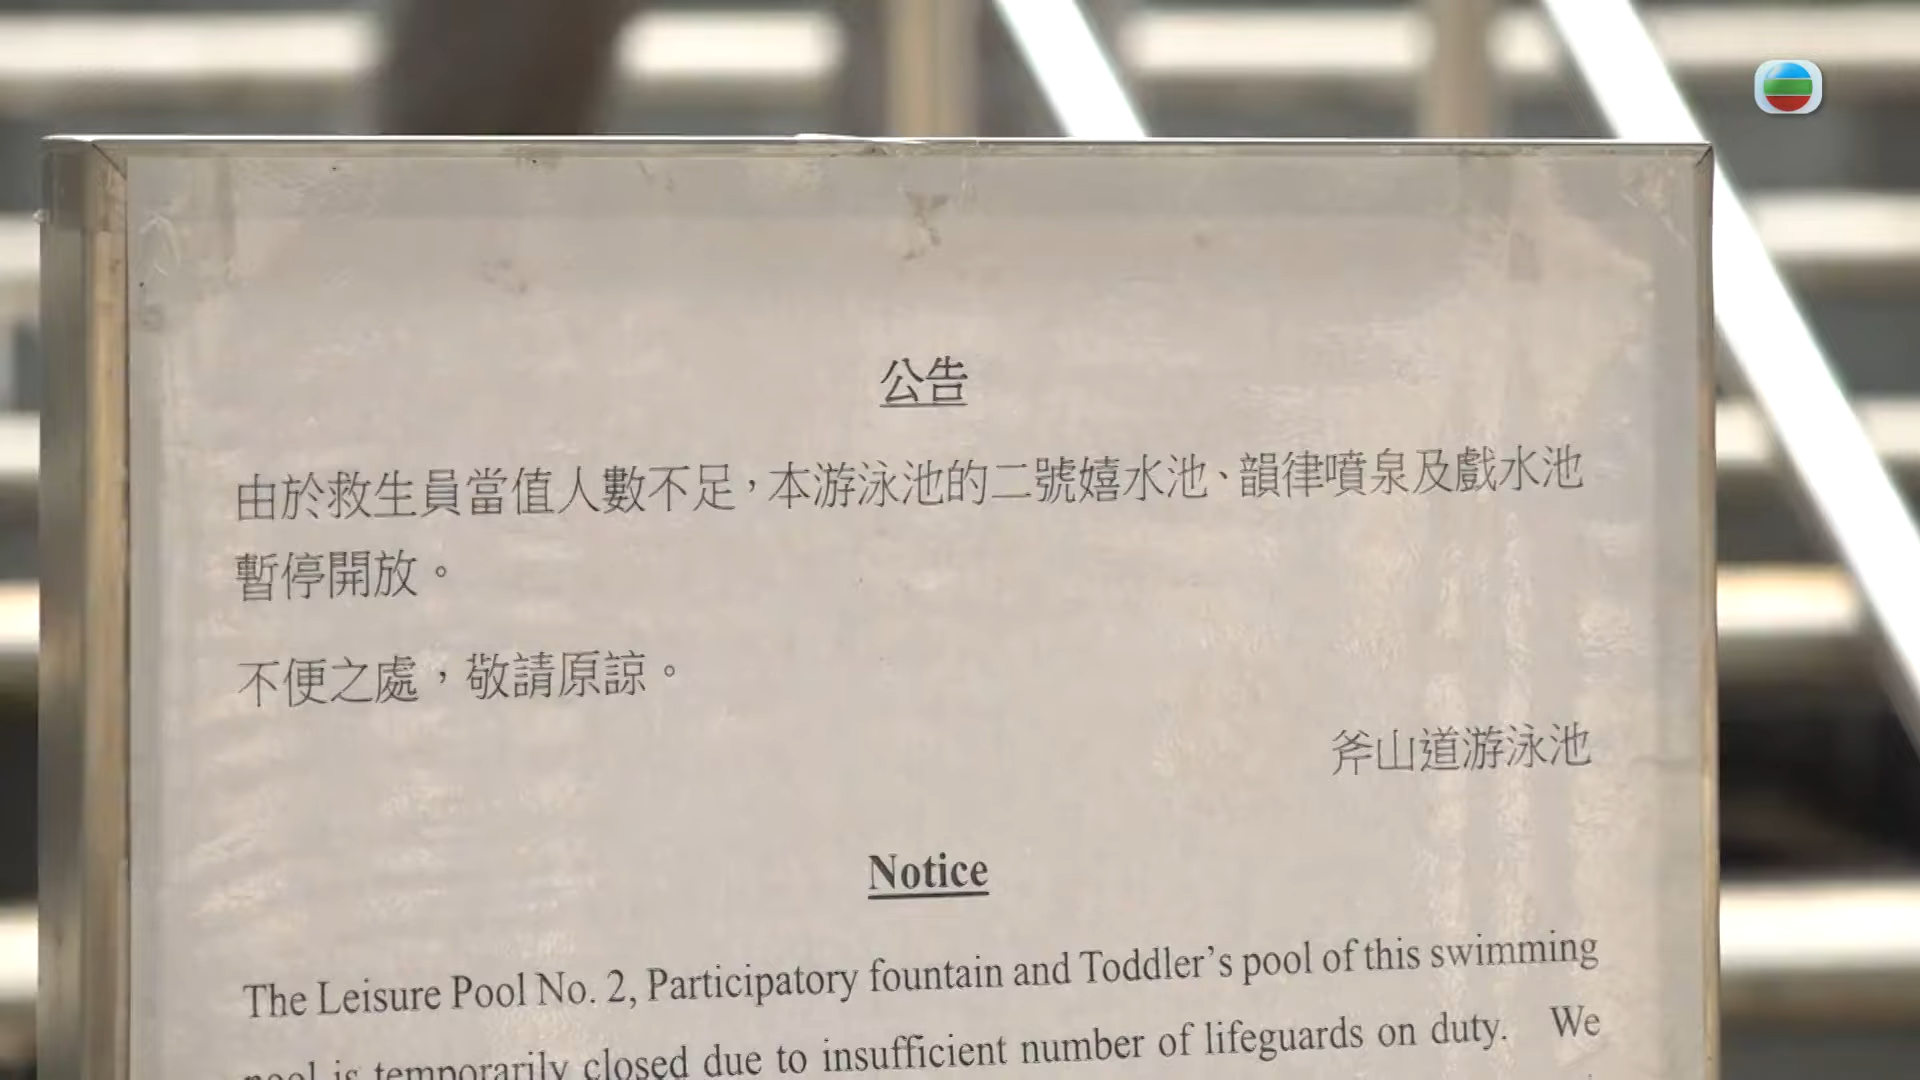 公告
由於救生員當值人數不足，本游泳池的二號嬉水池、韻律噴泉及戲水池
暫停開放。
不便之處，敬請原諒。
斧山道游泳池
Notice
The Leisure Pool No. 2, Participatory fountain and Toddler’s pool of this swimming
pool is temporarily closed due to insufficient number of lifeguards on duty. We